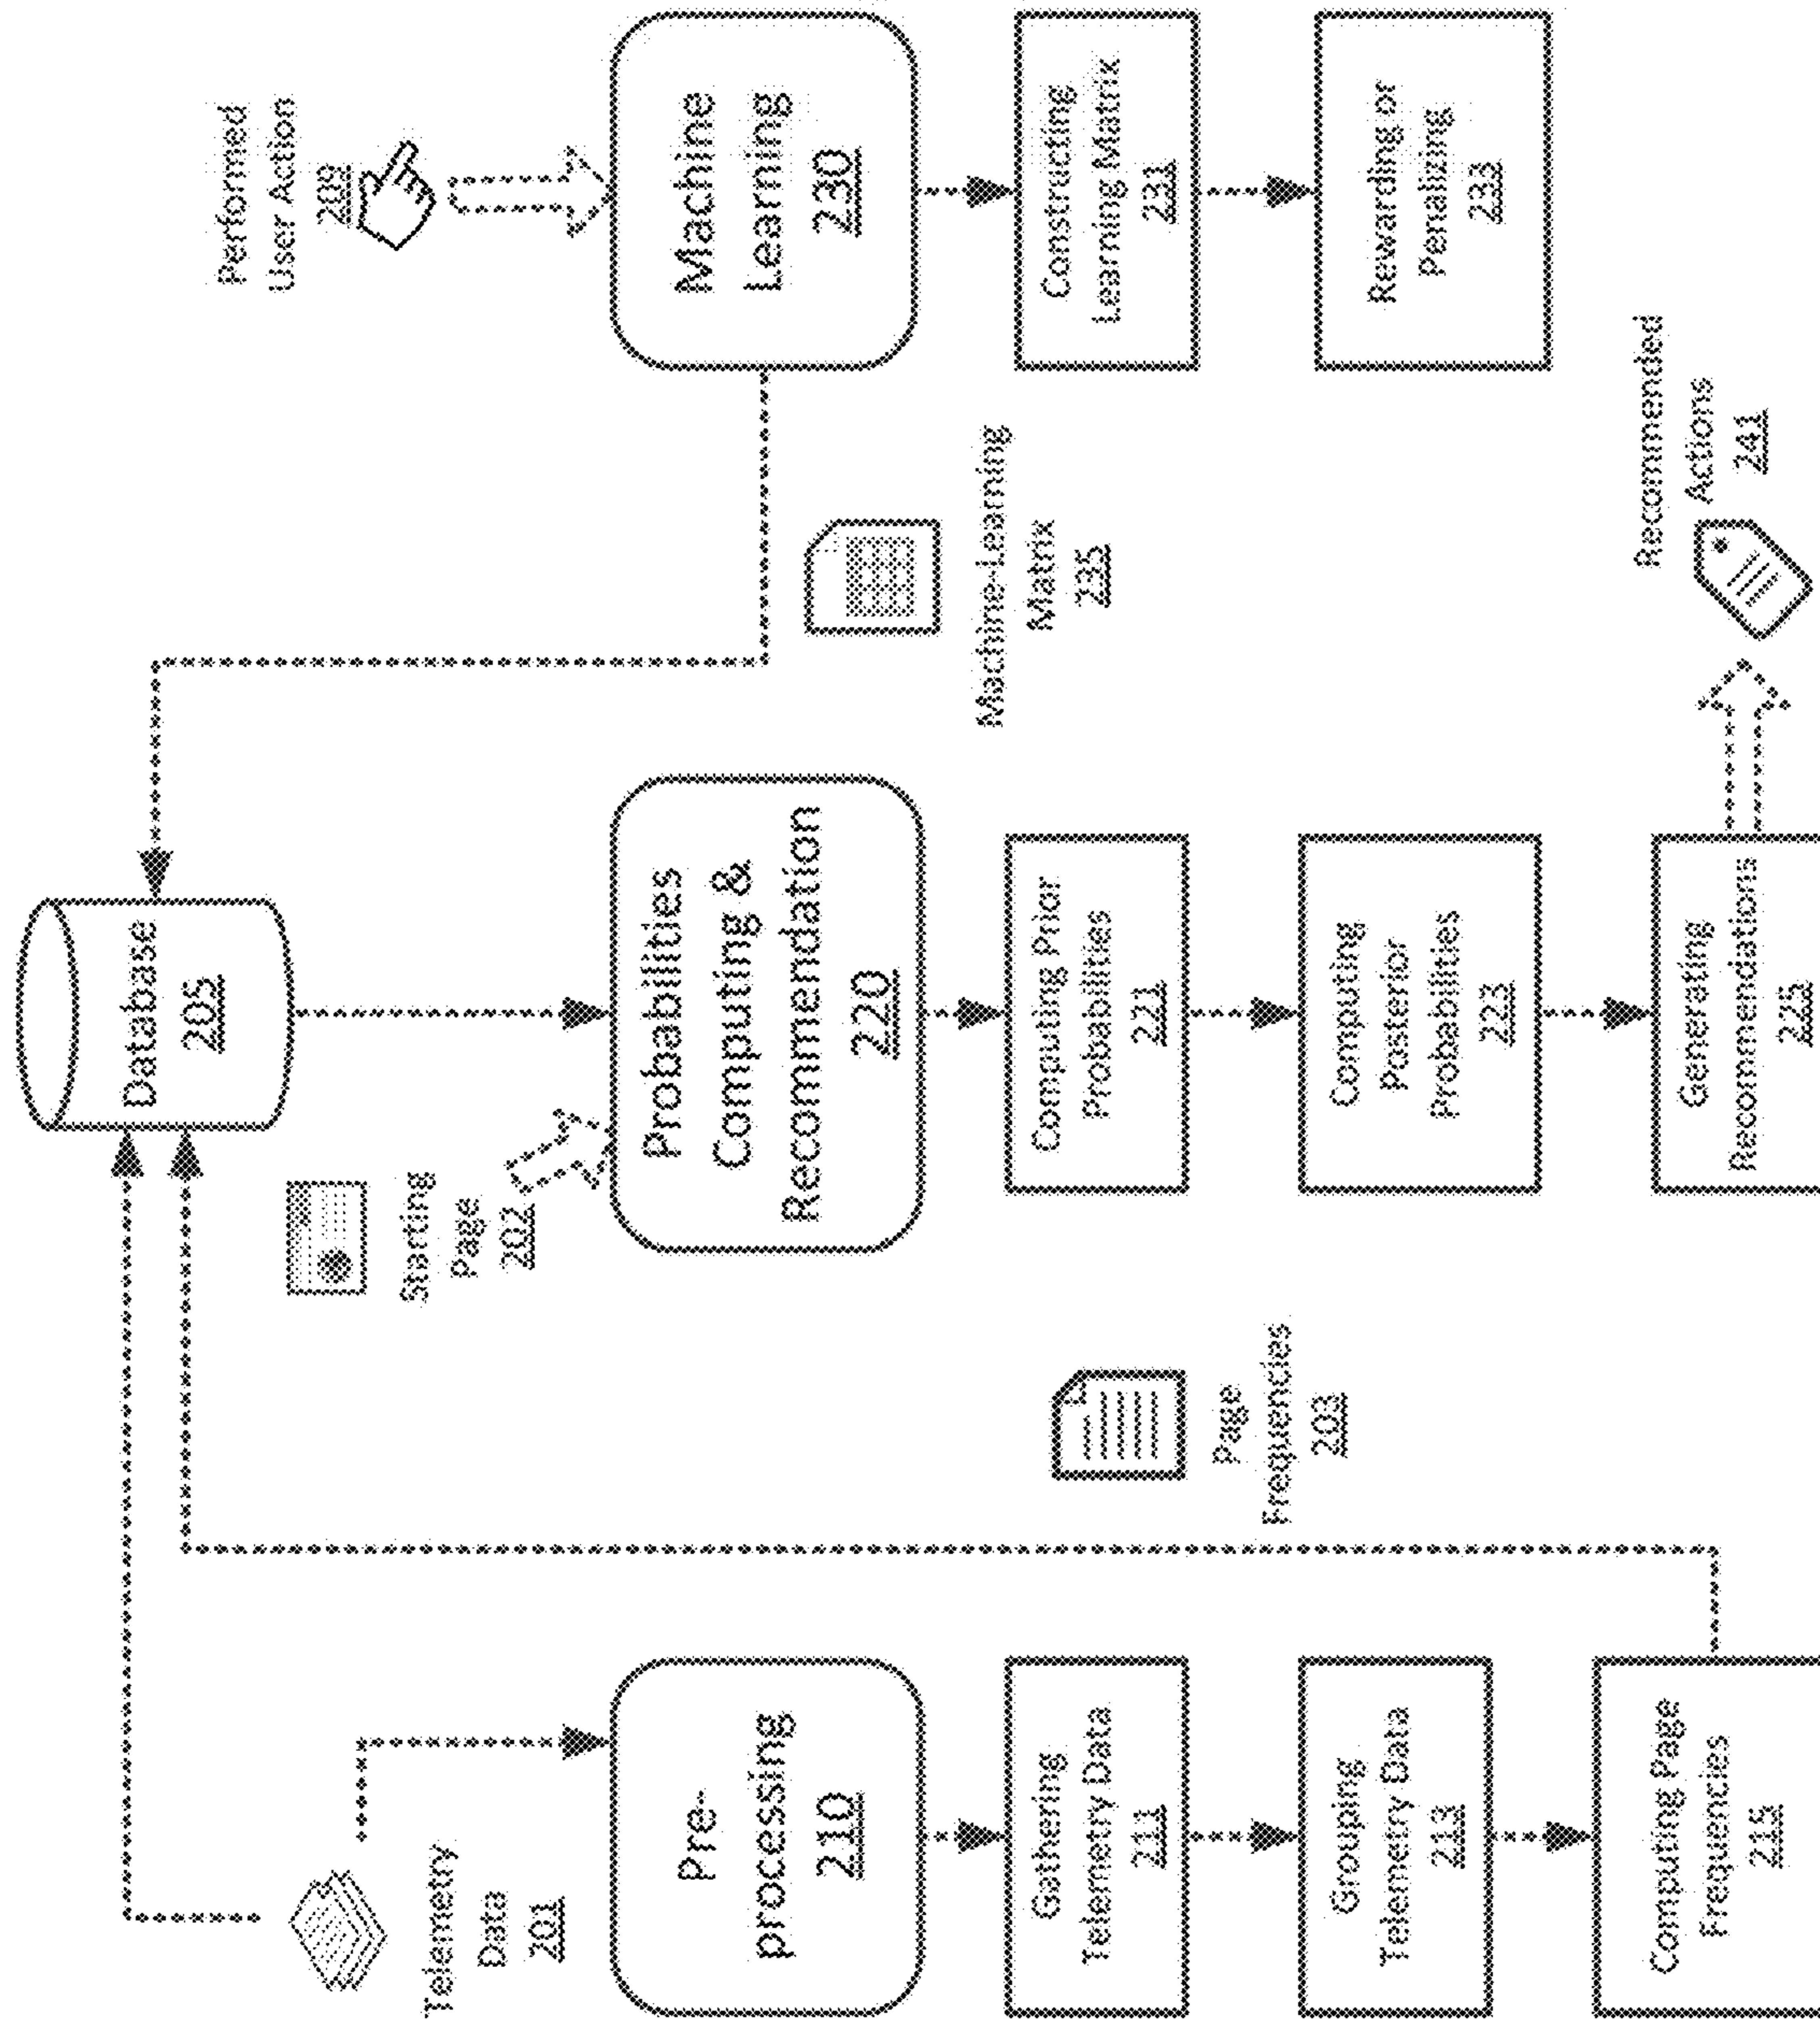 Telemetry
Data
201
Database
205
Starting
Page
202
Performed
User Action
209
Pre-
processing
210
Gathering
Telemetry Data
211
Grouping
Telemetry Data
213
Computing Page
Frequencies
215
Page
Frequencies
203
Probabilities
Computing &
Recommendation
220
Computing Prior
Probabilities
221
Computing
Posterior
Probabilities
223
Generating
Recommendations
225
Machine-Learning
Matrix
235
Machine
Learning
230
Constructing
Learning Matrix
231
Rewarding or
Penalizing
233
Recommended
Actions
241